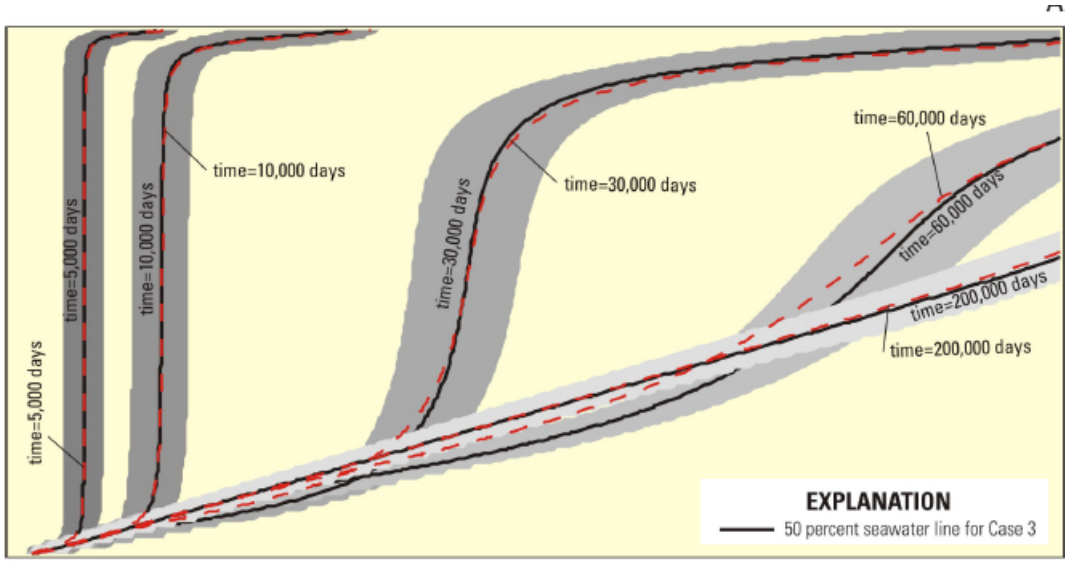 A
time=60,000 days
time=10,000 days
time=30,000 days
time=5,000 days
time=10,000 days
time=30,000 days
time=60,000 days
time=200,000 days
time=200,000 days
time=5,000 days
EXPLANATION
50 percent seawater line for Case 3